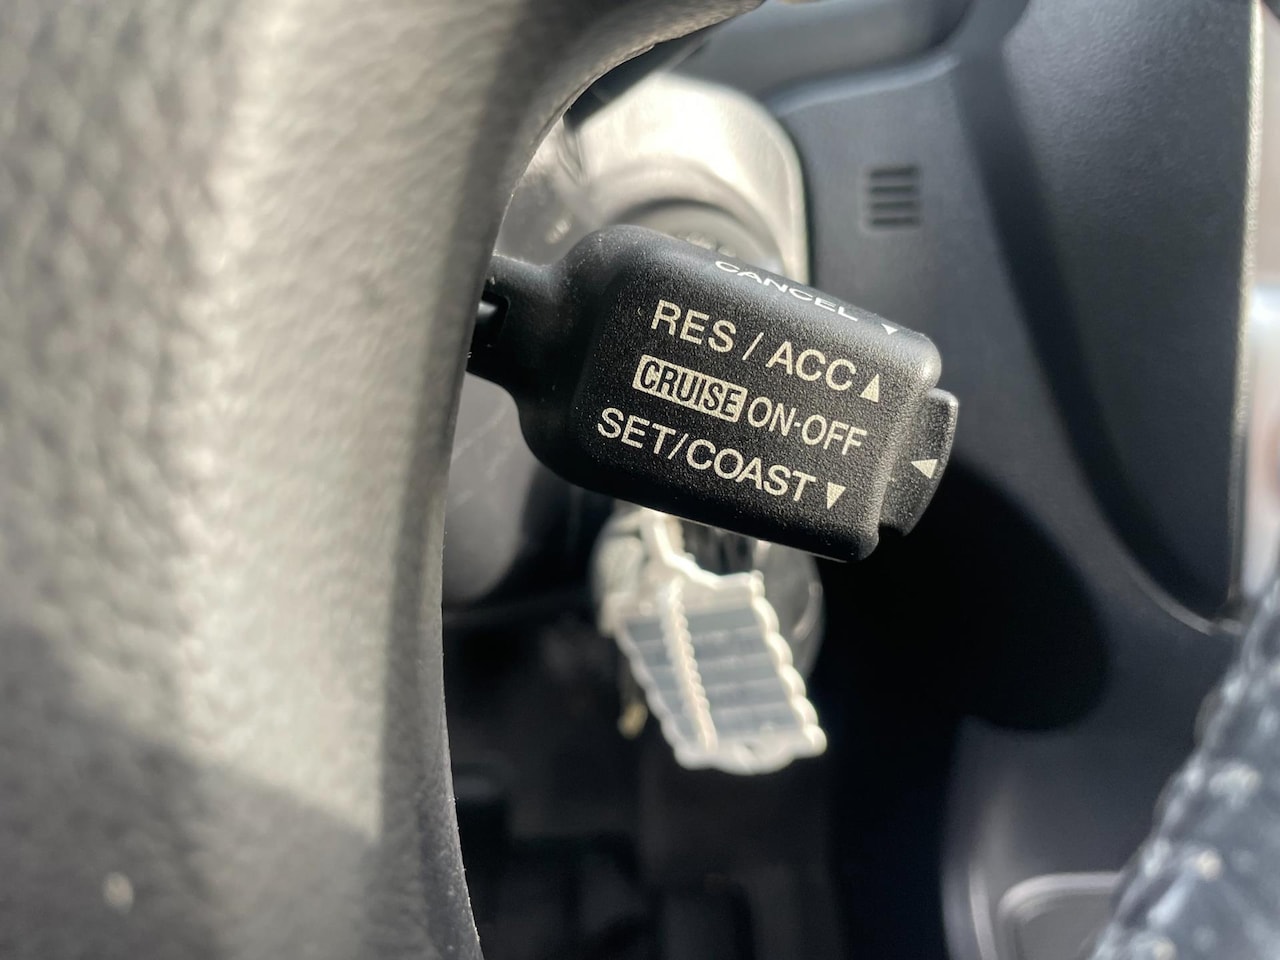 CANCEL ▼
RES / ACC ▲
CRUISE ON·OFF
SET/COAST ▼